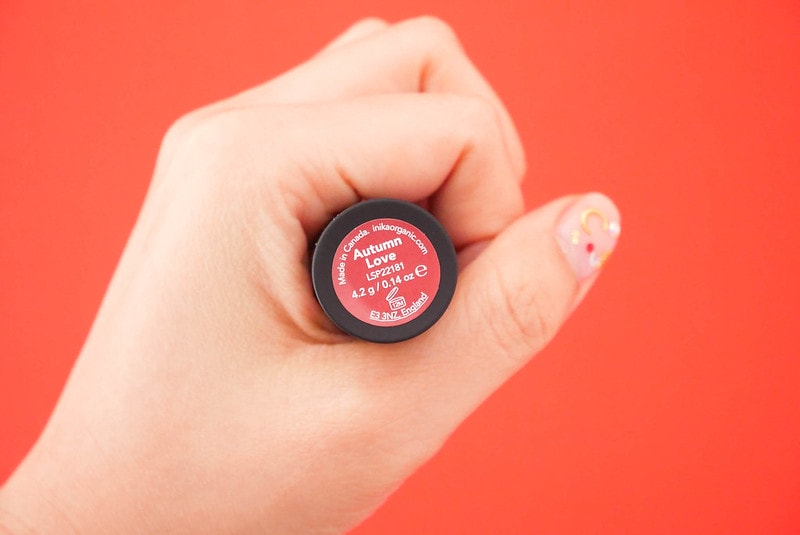 Made in Canada. inikaorganic.com
Autumn
Love
LSP22181
4.2 g / 0.14 oz ℮
12M
E3 3NZ, England